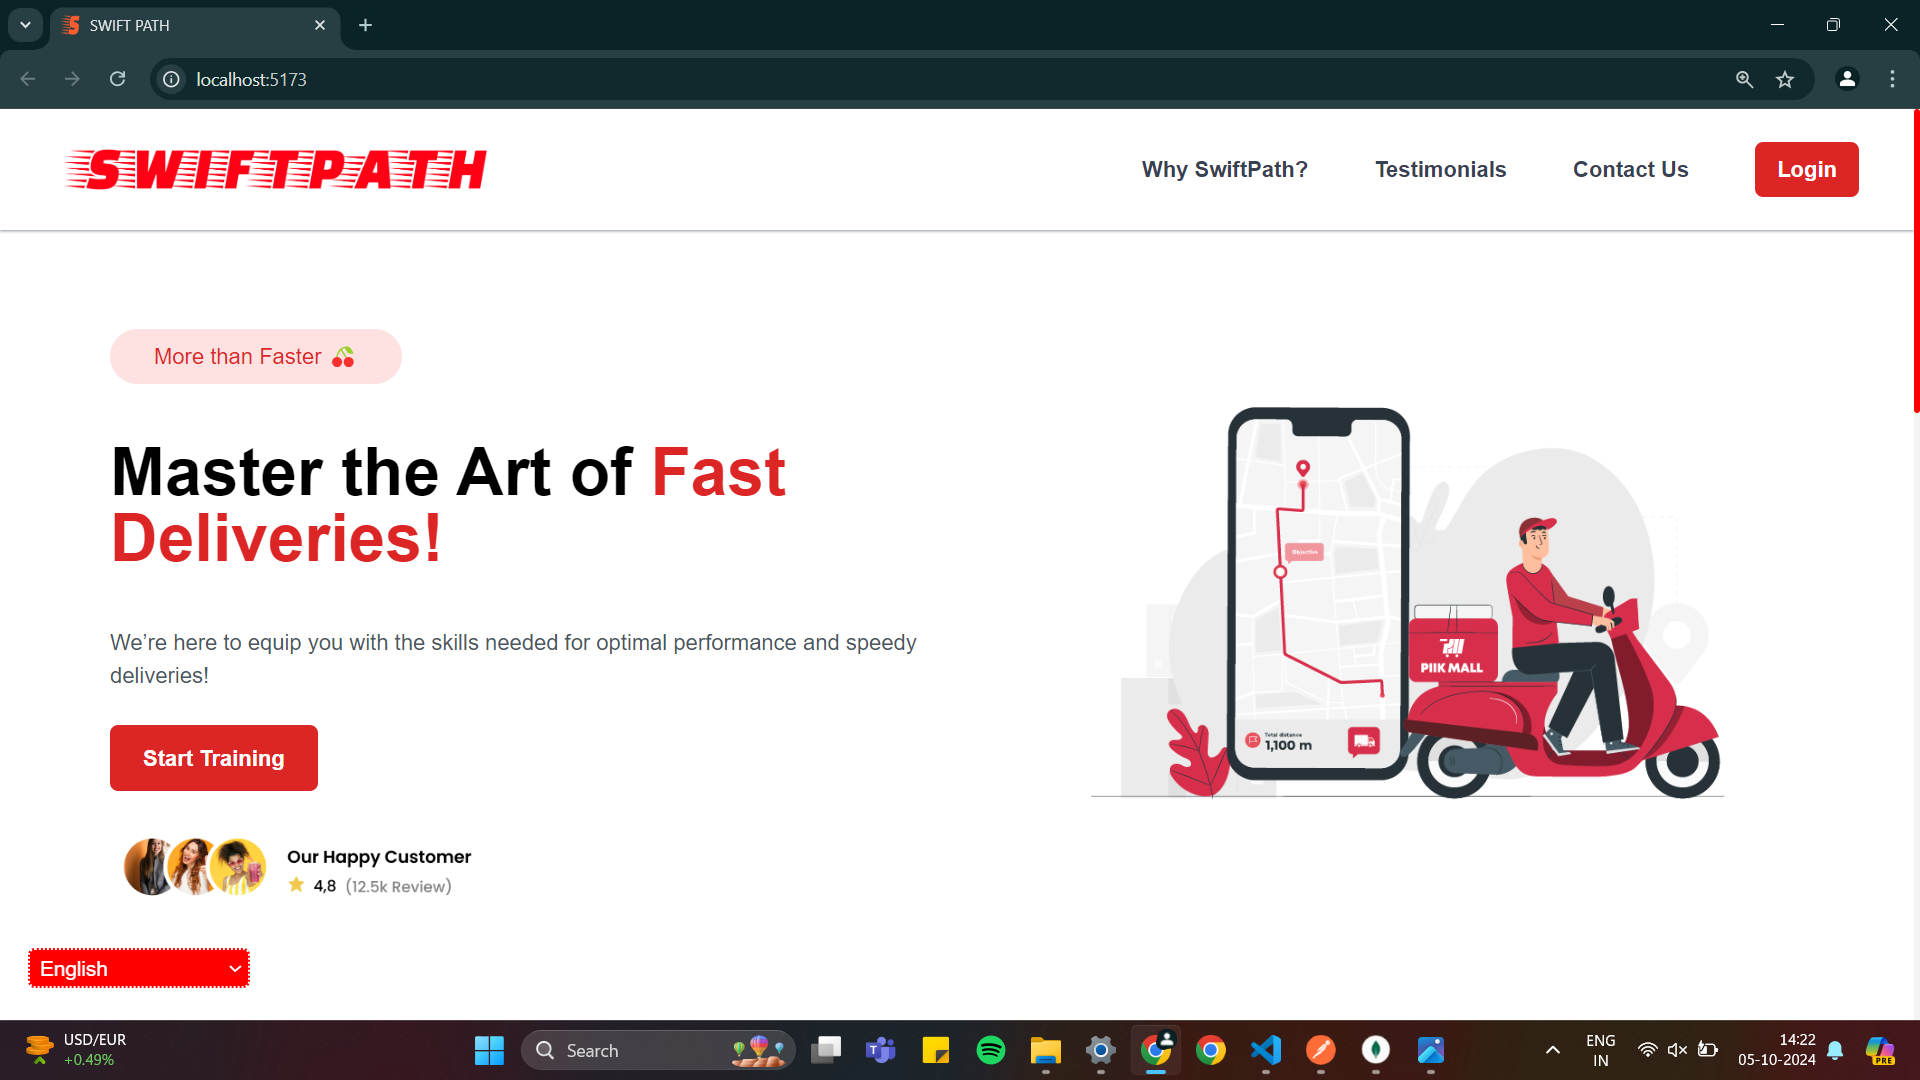 SWIFT PATH
localhost:5173
SWIFTPATH
Why SwiftPath?
Testimonials
Contact Us
Login
More than Faster 🍒
Master the Art of Fast
Deliveries!
We’re here to equip you with the skills needed for optimal performance and speedy
deliveries!
Start Training
Our Happy Customer
4,8 (12.5k Review)
Objective
PIIK MALL
Total distance
1,100 m
English
USD/EUR
+0.49%
Search
ENG
IN
14:22
05-10-2024
PRE